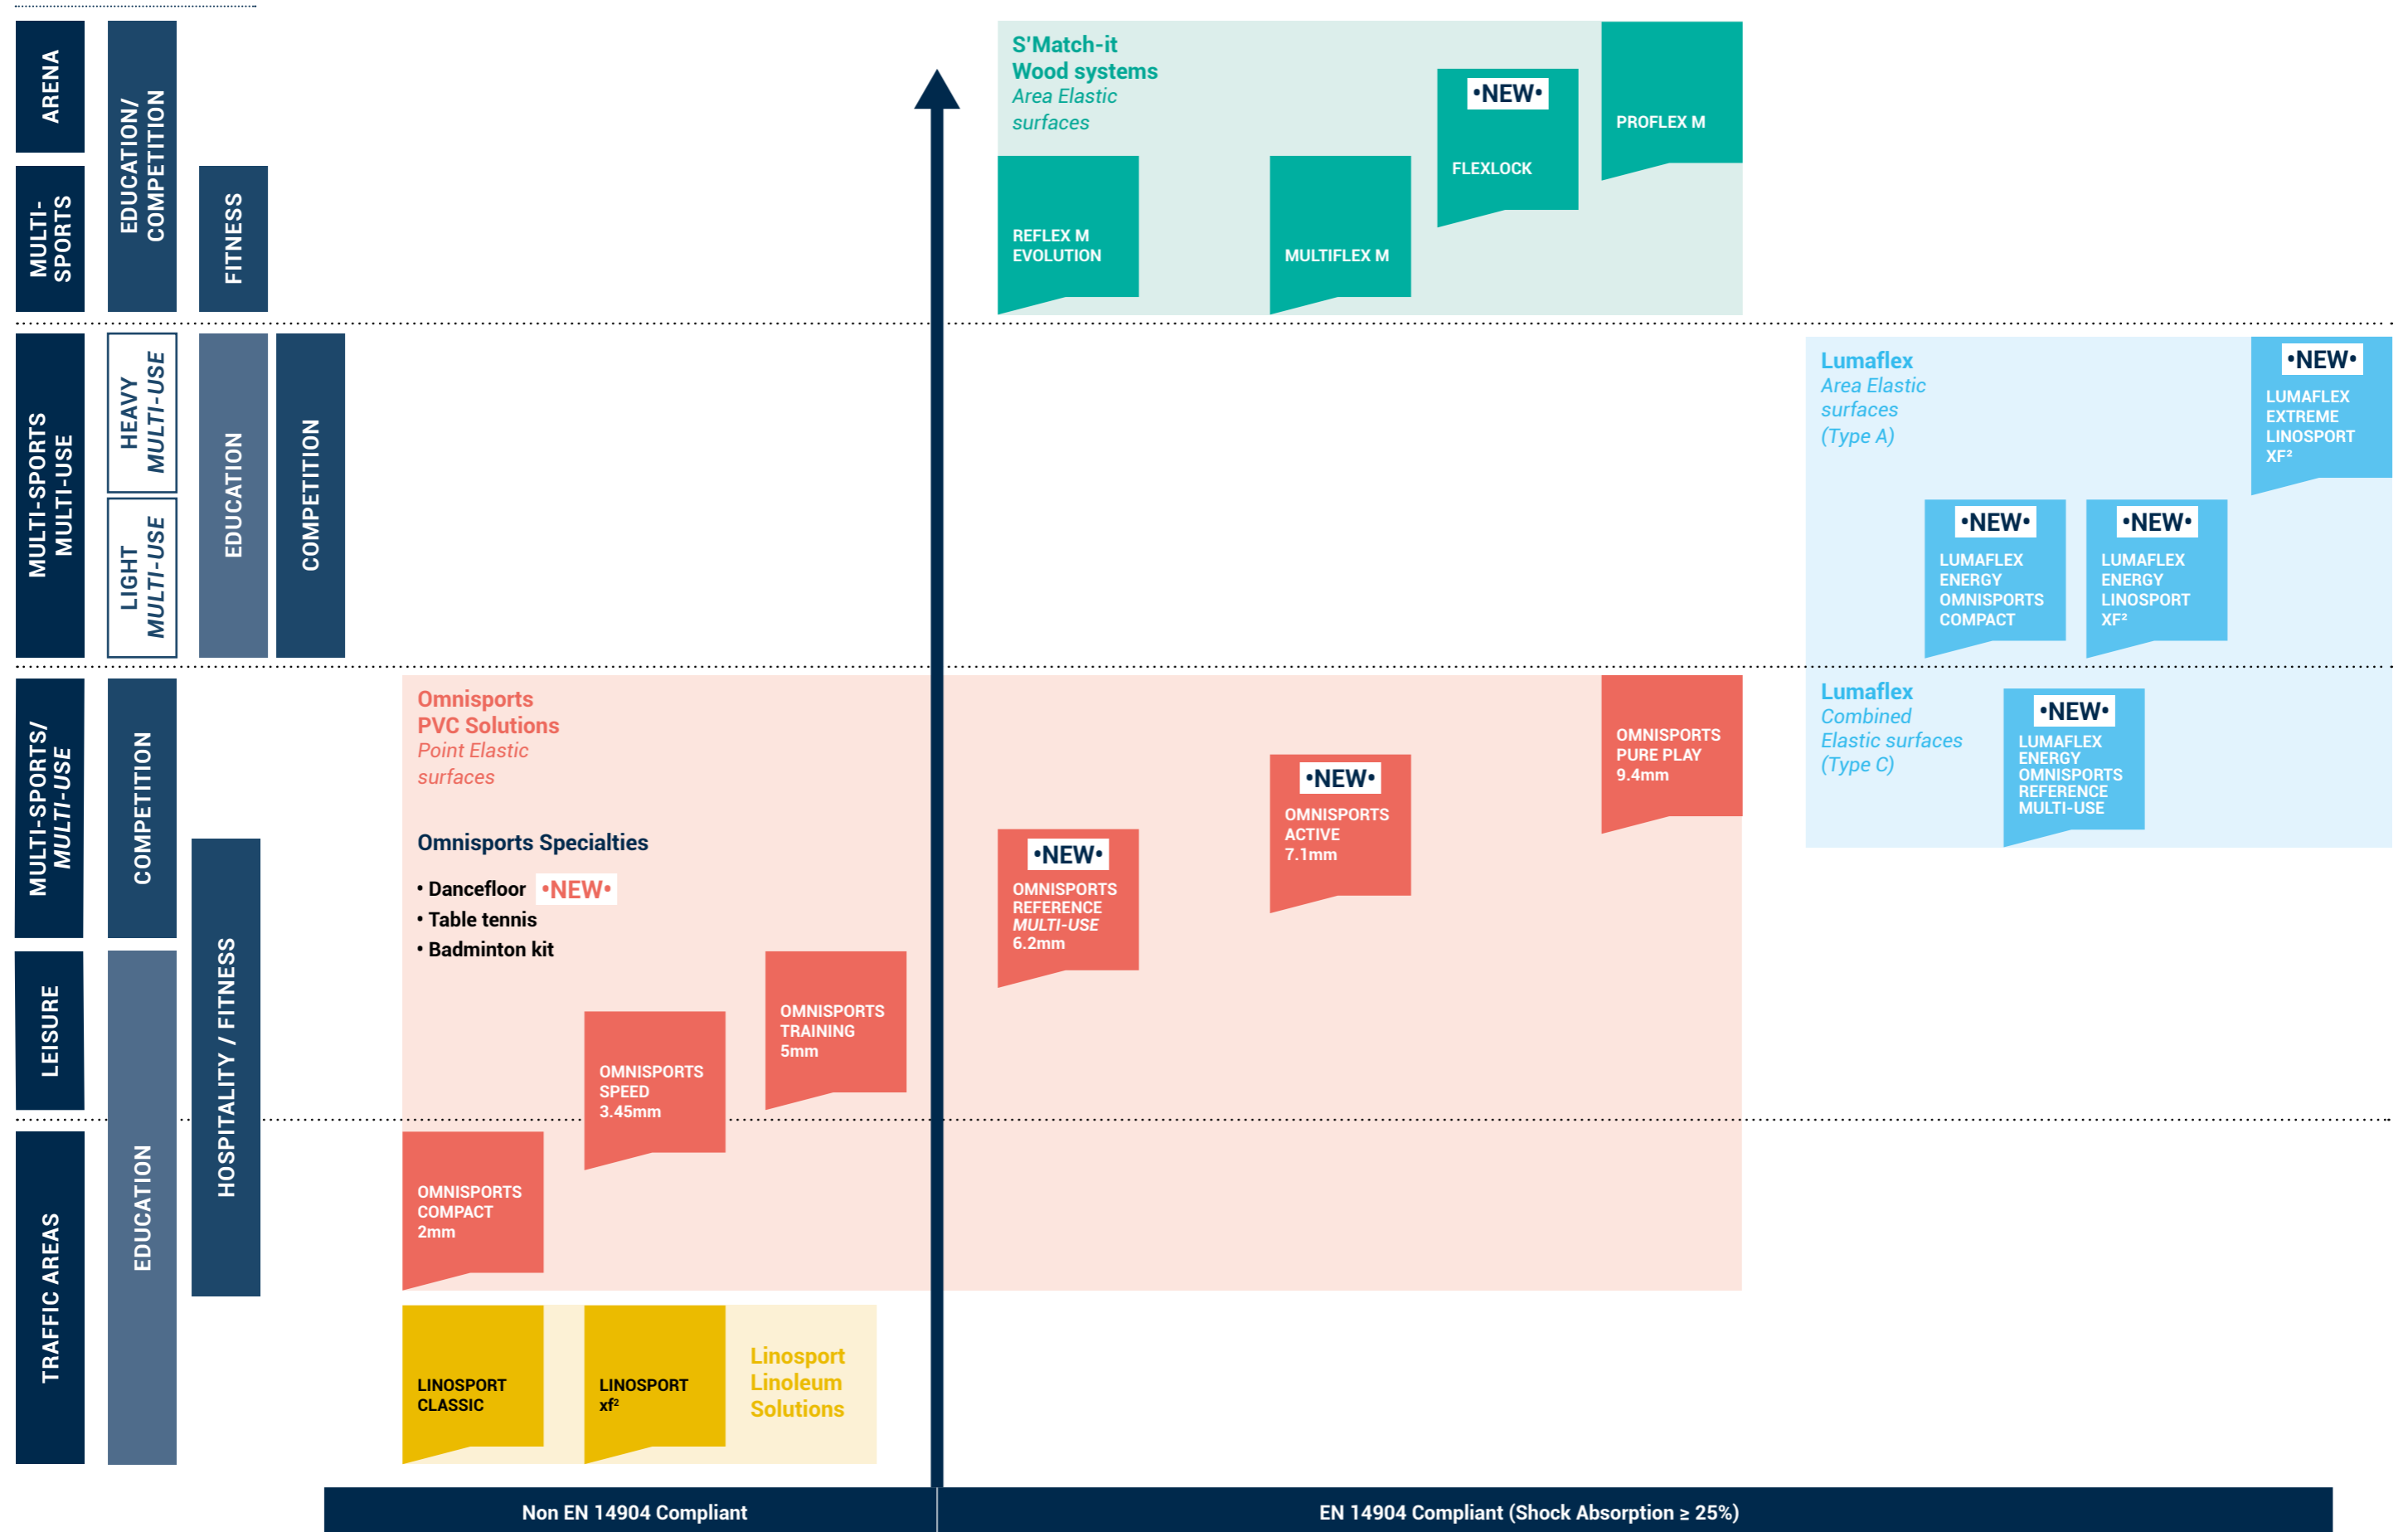 ARENA
MULTI-
SPORTS
EDUCATION/
COMPETITION
FITNESS
S'Match-it
Wood systems
Area Elastic
surfaces
REFLEX M
EVOLUTION
MULTIFLEX M
•NEW•
FLEXLOCK
PROFLEX M
MULTI-SPORTS
MULTI-USE
HEAVY
MULTI-USE
LIGHT
MULTI-USE
EDUCATION
COMPETITION
Lumaflex
Area Elastic
surfaces
(Type A)
•NEW•
LUMAFLEX
EXTREME
LINOSPORT
XF²
•NEW•
LUMAFLEX
ENERGY
OMNISPORTS
COMPACT
•NEW•
LUMAFLEX
ENERGY
LINOSPORT
XF²
MULTI-SPORTS/
MULTI-USE
COMPETITION
LEISURE
HOSPITALITY / FITNESS
EDUCATION
TRAFFIC AREAS
Omnisports
PVC Solutions
Point Elastic
surfaces
Omnisports Specialties
• Dancefloor •NEW•
• Table tennis
• Badminton kit
OMNISPORTS
COMPACT
2mm
OMNISPORTS
SPEED
3.45mm
OMNISPORTS
TRAINING
5mm
•NEW•
OMNISPORTS
REFERENCE
MULTI-USE
6.2mm
•NEW•
OMNISPORTS
ACTIVE
7.1mm
OMNISPORTS
PURE PLAY
9.4mm
Lumaflex
Combined
Elastic surfaces
(Type C)
•NEW•
LUMAFLEX
ENERGY
OMNISPORTS
REFERENCE
MULTI-USE
LINOSPORT
CLASSIC
LINOSPORT
xf²
Linosport
Linoleum
Solutions
Non EN 14904 Compliant
EN 14904 Compliant (Shock Absorption ≥ 25%)